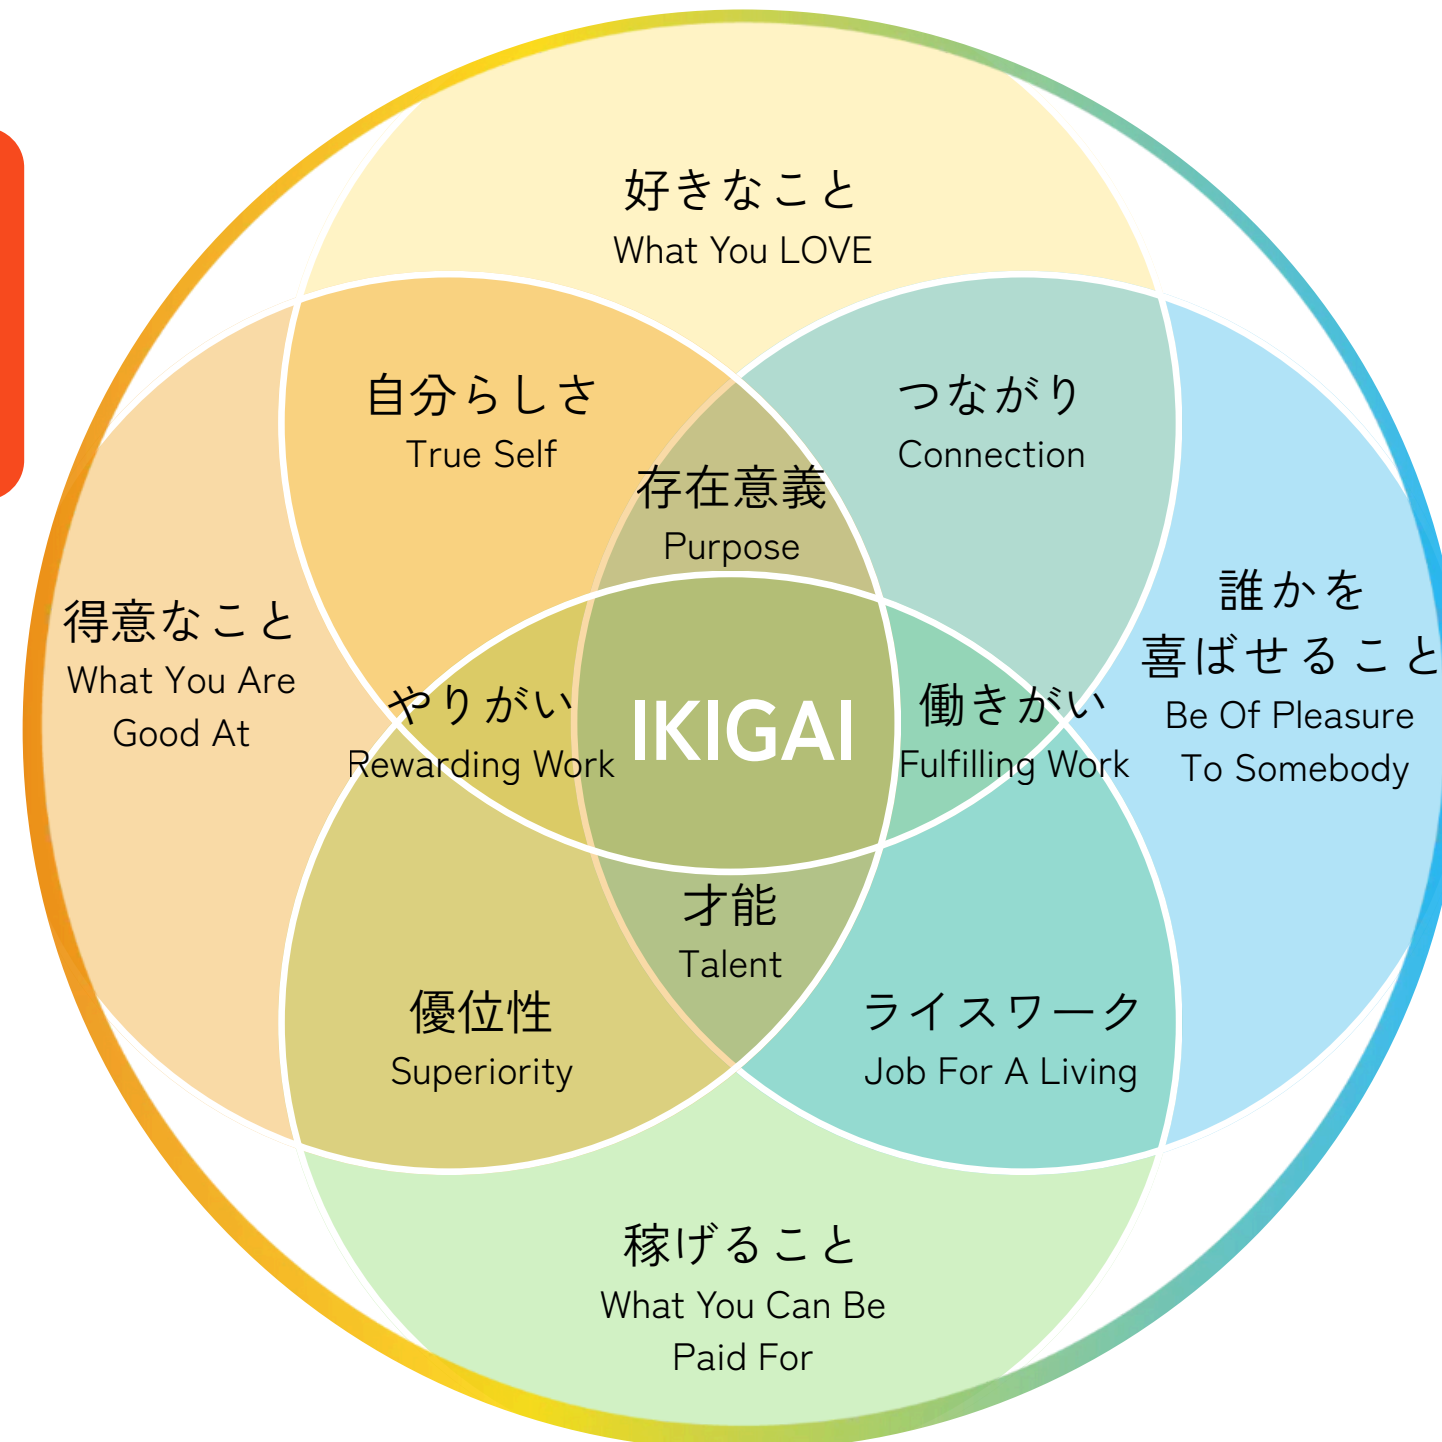 好きなこと
What You LOVE
自分らしさ
True Self
つながり
Connection
存在意義
Purpose
得意なこと
What You Are
Good At
誰かを
喜ばせること
Be Of Pleasure
To Somebody
やりがい
Rewarding Work
IKIGAI
働きがい
Fulfilling Work
才能
Talent
優位性
Superiority
ライスワーク
Job For A Living
稼げること
What You Can Be
Paid For